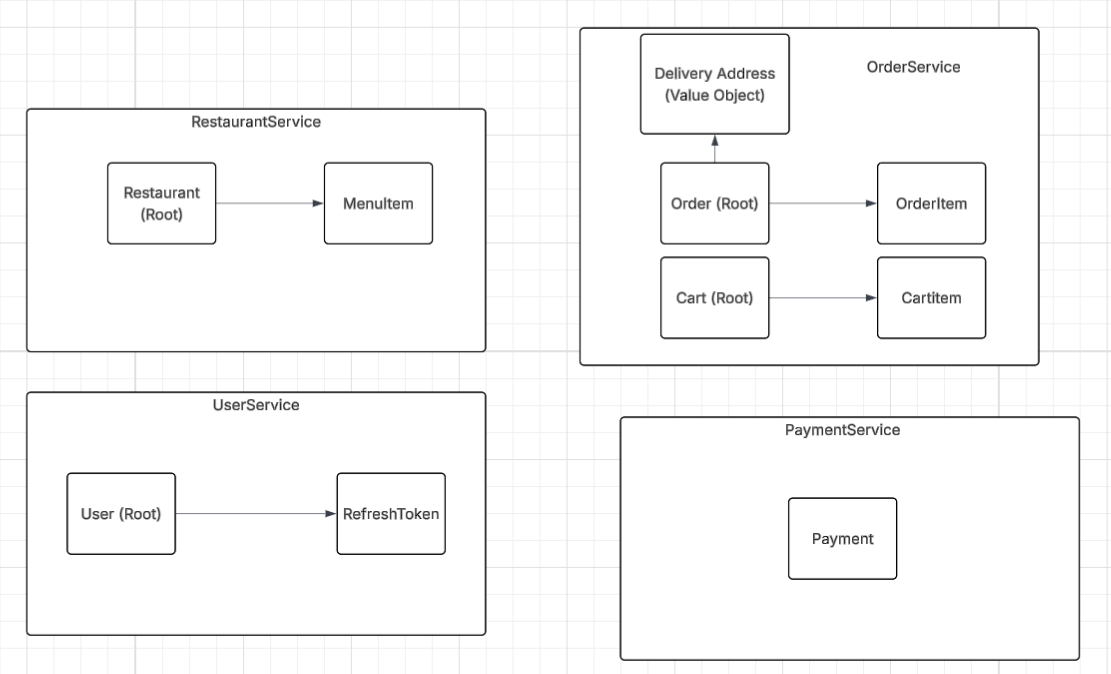 RestaurantService
Restaurant
(Root)
MenuItem
OrderService
Delivery Address
(Value Object)
Order (Root)
OrderItem
Cart (Root)
CartItem
UserService
User (Root)
RefreshToken
PaymentService
Payment